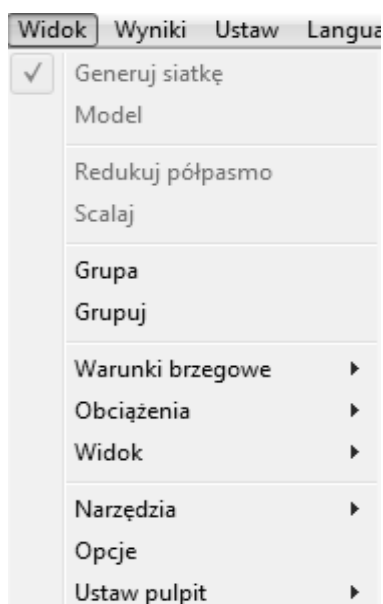 Widok Wyniki Ustaw Langua
Generuj siatkę
Model
Redukuj półpasmo
Scalaj
Grupa
Grupuj
Warunki brzegowe
Obciążenia
Widok
Narzędzia
Opcje
Ustaw pulpit